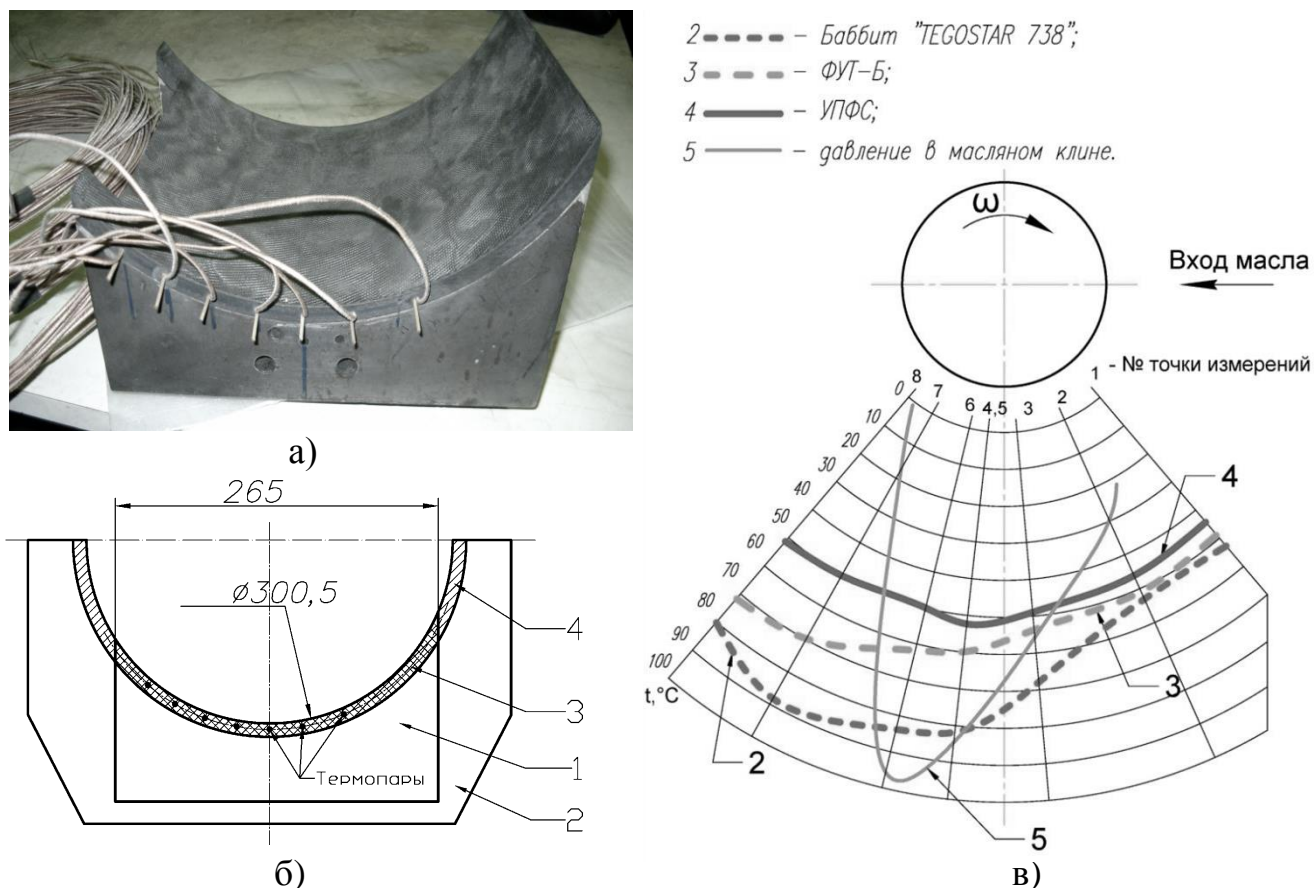 2 – Баббит "TEGOSTAR 738";
3 – ФУТ-Б;
4 – УПФС;
5 – давление в масляном клине.
ω
Вход масла
8 7 6 4,5 3 2 1 - № точки измерений
0
10
20
30
40
50
60
70
80
90
100
t,°C
4
3
2
5
в)
а)
265
ø300,5
4
3
1
2
Термопары
б)